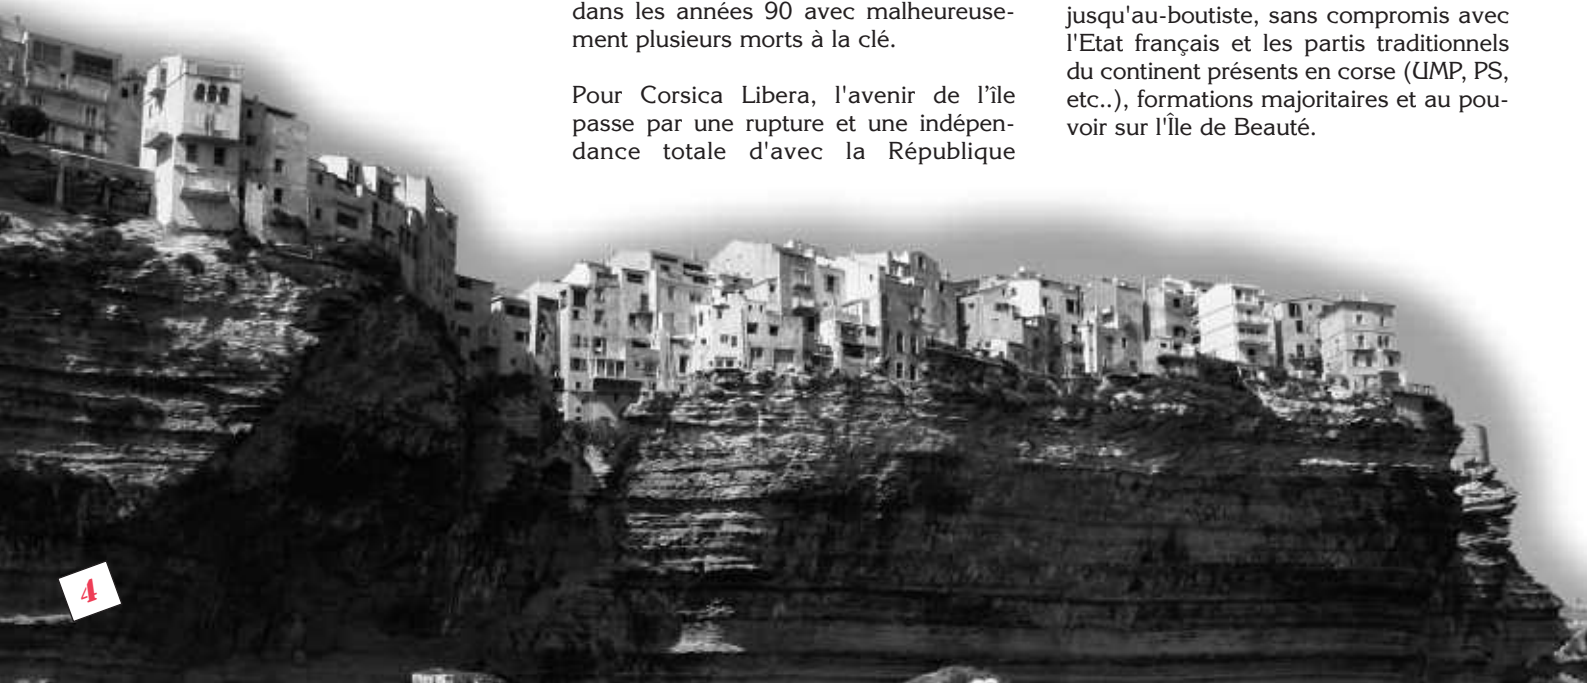 dans les années 90 avec malheureuse-
ment plusieurs morts à la clé.
Pour Corsica Libera, l'avenir de l'île
passe par une rupture et une indépen-
dance totale d'avec la République
jusqu'au-boutiste, sans compromis avec
l'Etat français et les partis traditionnels
du continent présents en corse (UMP, PS,
etc..), formations majoritaires et au pou-
voir sur l'Île de Beauté.
4